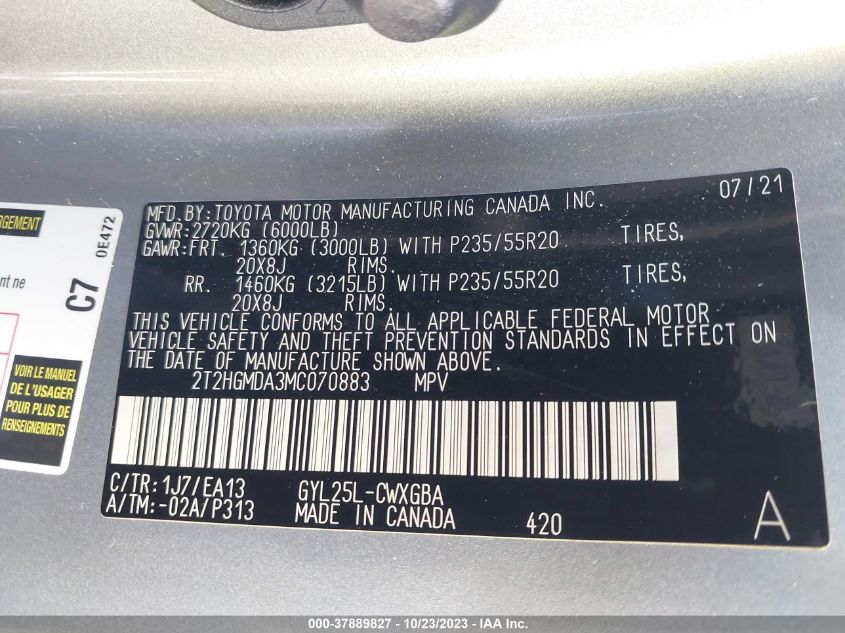 RGEMENT
nt ne
C7
0E472
VOIR LE MANUEL
DE L'USAGER
POUR PLUS DE
RENSEIGNEMENTS
07/21
MFD. BY: TOYOTA MOTOR MANUFACTURING CANADA INC.
GVWR: 2720KG (6000LB)
GAWR: FRT. 1360KG (3000LB) WITH P235/55R20 TIRES,
20X8J RIMS.
RR. 1460KG (3215LB) WITH P235/55R20 TIRES,
20X8J RIMS.
THIS VEHICLE CONFORMS TO ALL APPLICABLE FEDERAL MOTOR
VEHICLE SAFETY AND THEFT PREVENTION STANDARDS IN EFFECT ON
THE DATE OF MANUFACTURE SHOWN ABOVE.
2T2HGMDA3MC070883 MPV
C/TR: 1J7/EA13 GYL25L-CWXGBA
A/TM: -02A/P313 MADE IN CANADA 420 A
000-37889827 - 10/23/2023 - © IAA Inc.